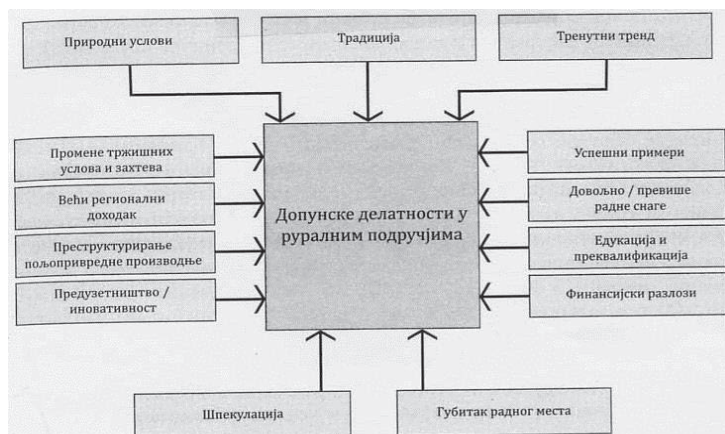 Природни услови
Традиција
Тренутни тренд
Промене тржишних
услова и захтева
Већи регионални
доходак
Преструктурирање
пољопривредне производње
Предузетништво /
иновативност
Допунске делатности у
руралним подручјима
Успешни примери
Довољно / превише
радне снаге
Едукација и
преквалификација
Финансијски разлози
Шпекулација
Губитак радног места